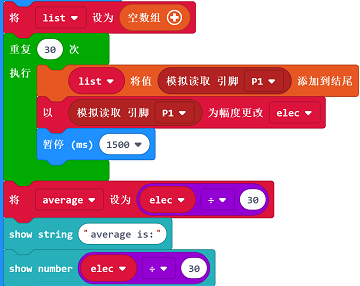 将 list 设为 空数组
重复 30 次
执行
list 将值 模拟读取 引脚 P1 添加到结尾
以 模拟读取 引脚 P1 为幅度更改 elec
暂停 (ms) 1500
将 average 设为 elec ÷ 30
show string "average is:"
show number elec ÷ 30